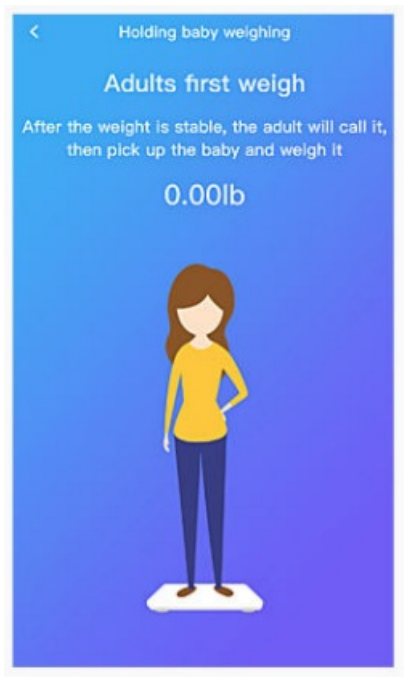 Holding baby weighing
Adults first weigh
After the weight is stable, the adult will call it,
then pick up the baby and weigh it
0.00lb